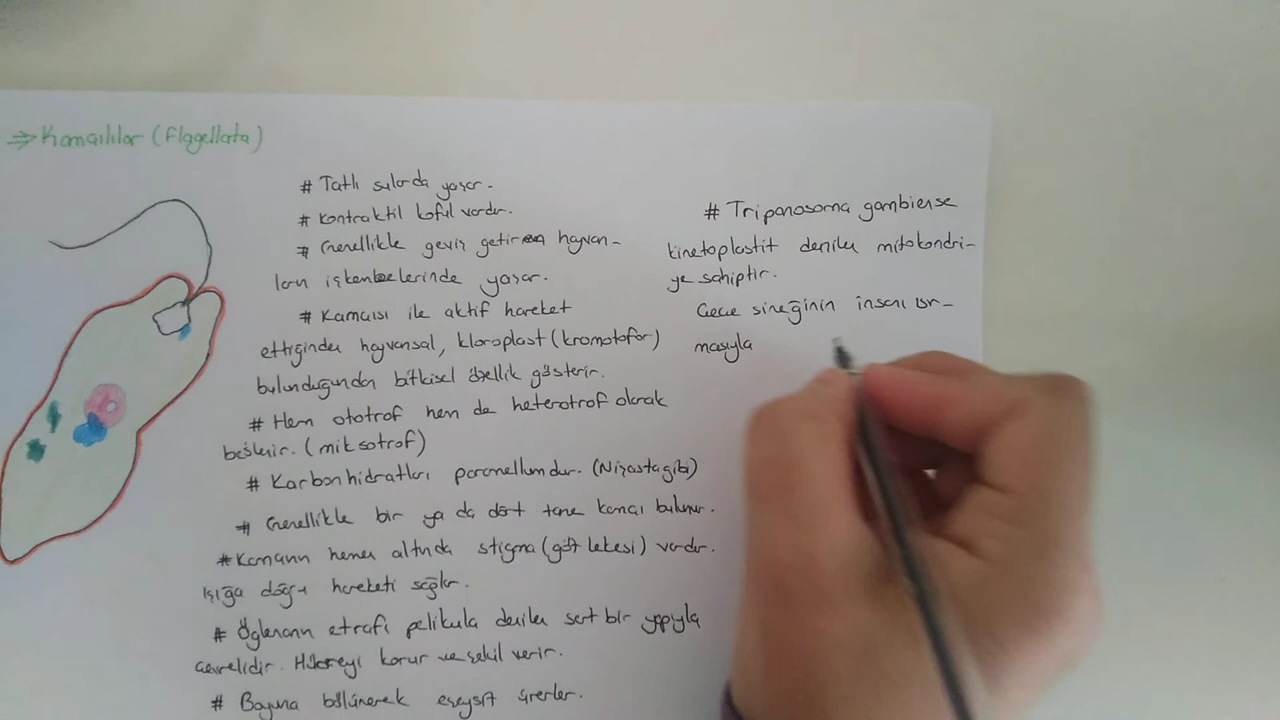 ⇒ Kamçılılar (Flagellata)
# Tatlı sularda yaşar.
# Kontraktil koful vardır.
# Genellikle geviş getiren hayvan-
ların işkembelerinde yaşar.
# Kamçısı ile aktif hareket
ettiğinden hayvansal, kloroplast (kromotofor)
bulunduğundan bitkisel özellik gösterir.
# Hem ototrof hem de heterotrof olarak
beslenir. (miksotrof)
# Karbonhidratları paramellumdur. (Nişasta gibi)
# Genellikle bir ya da dört tane kamçı bulunur.
# Kamçının hemen altında stigma (göz lekesi) vardır.
Işığa doğru hareketi sağlar.
# Öglenanın etrafı pelikula denilen sert bir yapıyla
çevrelidir. Hücreyi korur ve şekil verir.
# Boyuna bölünerek eşeysiz ürerler.
# Tripanosoma gambiense
kinetoplastit denilen mitokondri-
ye sahiptir.
Çeçe sineğinin insanı ısır-
masıyla